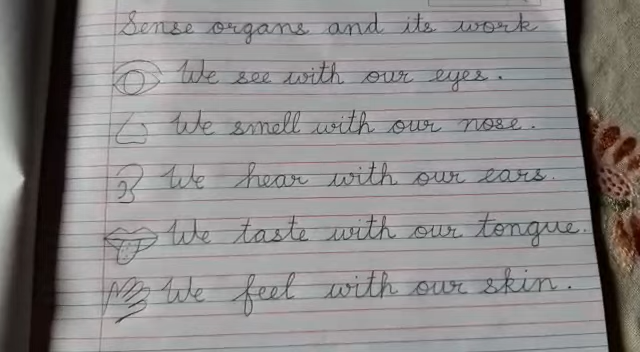 Sense organs and its work
We see with our eyes.
We smell with our nose.
We hear with our ears.
We taste with our tongue.
We feel with our skin.